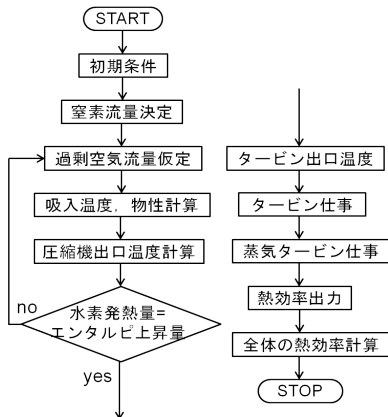 START
初期条件
窒素流量決定
過剰空気流量仮定
吸入温度，物性計算
圧縮機出口温度計算
水素発熱量=
エンタルピ上昇量
no
yes
タービン出口温度
タービン仕事
蒸気タービン仕事
熱効率出力
全体の熱効率計算
STOP